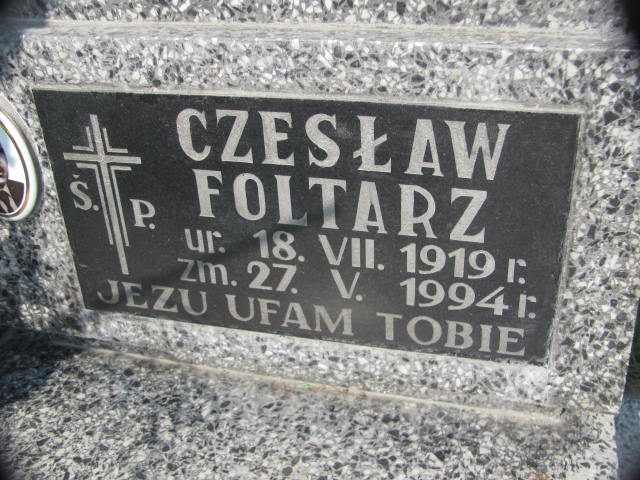 Ś. P.
CZESŁAW
FOLTARZ
ur. 18. VII. 1919 r.
zm. 27. V. 1994 r.
JEZU UFAM TOBIE